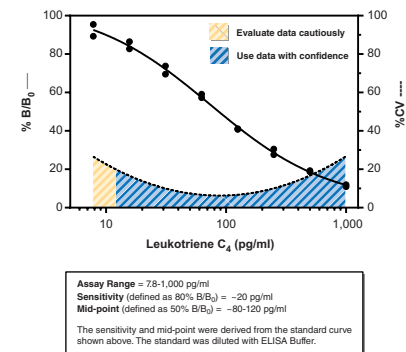 100
80
60
40
20
0
% B/B₀ —
Evaluate data cautiously
Use data with confidence
100
80
60
40
20
0
%CV ----
10
100
1,000
Leukotriene C₄ (pg/ml)
Assay Range = 7.8-1,000 pg/ml
Sensitivity (defined as 80% B/B₀) = ~20 pg/ml
Mid-point (defined as 50% B/B₀) = ~80-120 pg/ml
The sensitivity and mid-point were derived from the standard curve
shown above. The standard was diluted with ELISA Buffer.